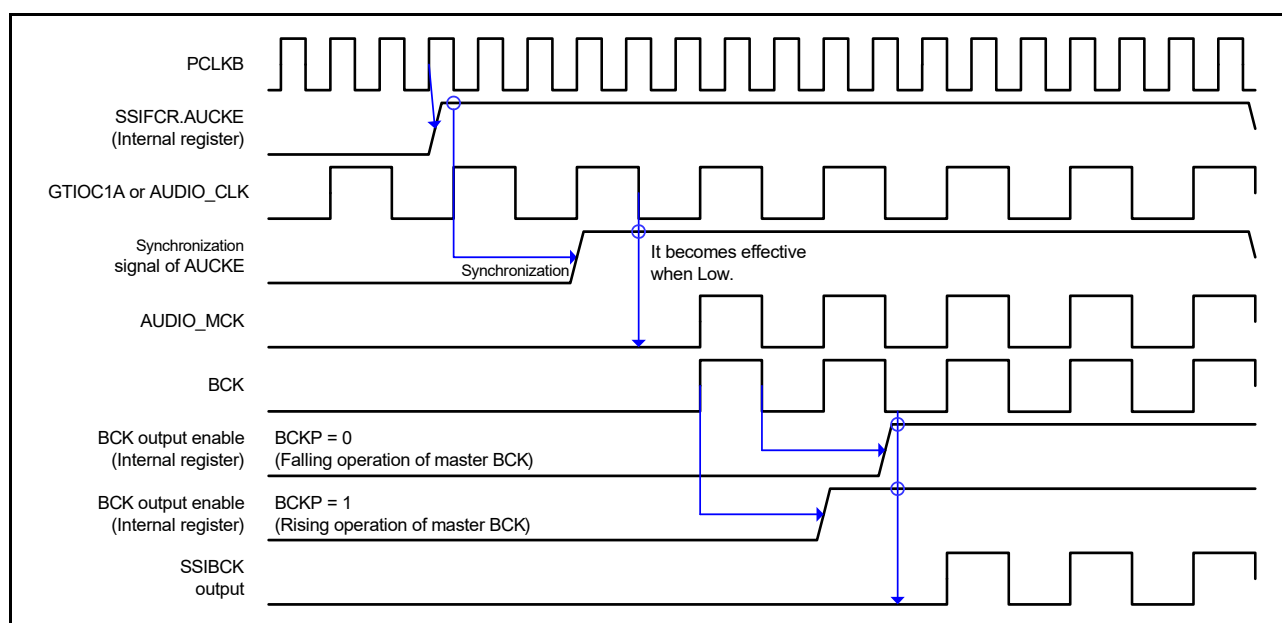 PCLKB
SSIFCR.AUCKE
(Internal register)
GTIOC1A or AUDIO_CLK
Synchronization
signal of AUCKE
Synchronization
It becomes effective
when Low.
AUDIO_MCK
BCK
BCK output enable
(Internal register)
BCKP = 0
(Falling operation of master BCK)
BCK output enable
(Internal register)
BCKP = 1
(Rising operation of master BCK)
SSIBCK
output